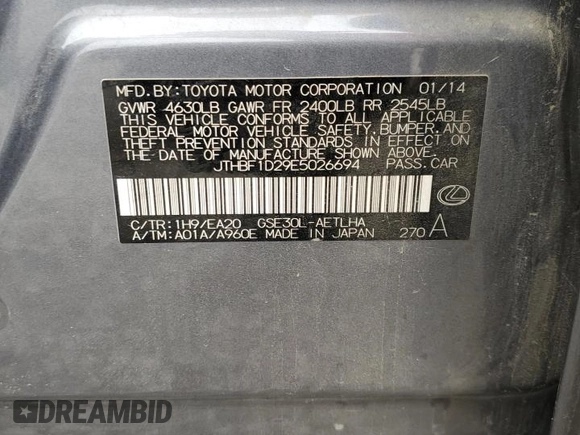 MFD.BY:TOYOTA MOTOR CORPORATION 01/14
GVWR 4630LB GAWR FR 2400LB RR 2545LB
THIS VEHICLE CONFORMS TO ALL APPLICABLE
FEDERAL MOTOR VEHICLE SAFETY, BUMPER, AND
THEFT PREVENTION STANDARDS IN EFFECT ON
THE DATE OF MANUFACTURE SHOWN ABOVE.
JTHBF1D29E5026694 PASS.CAR
C/TR:1H9/EA20 GSE30L-AETLHA
A/TM:A01A/A960E MADE IN JAPAN 270 A
DREAMBID